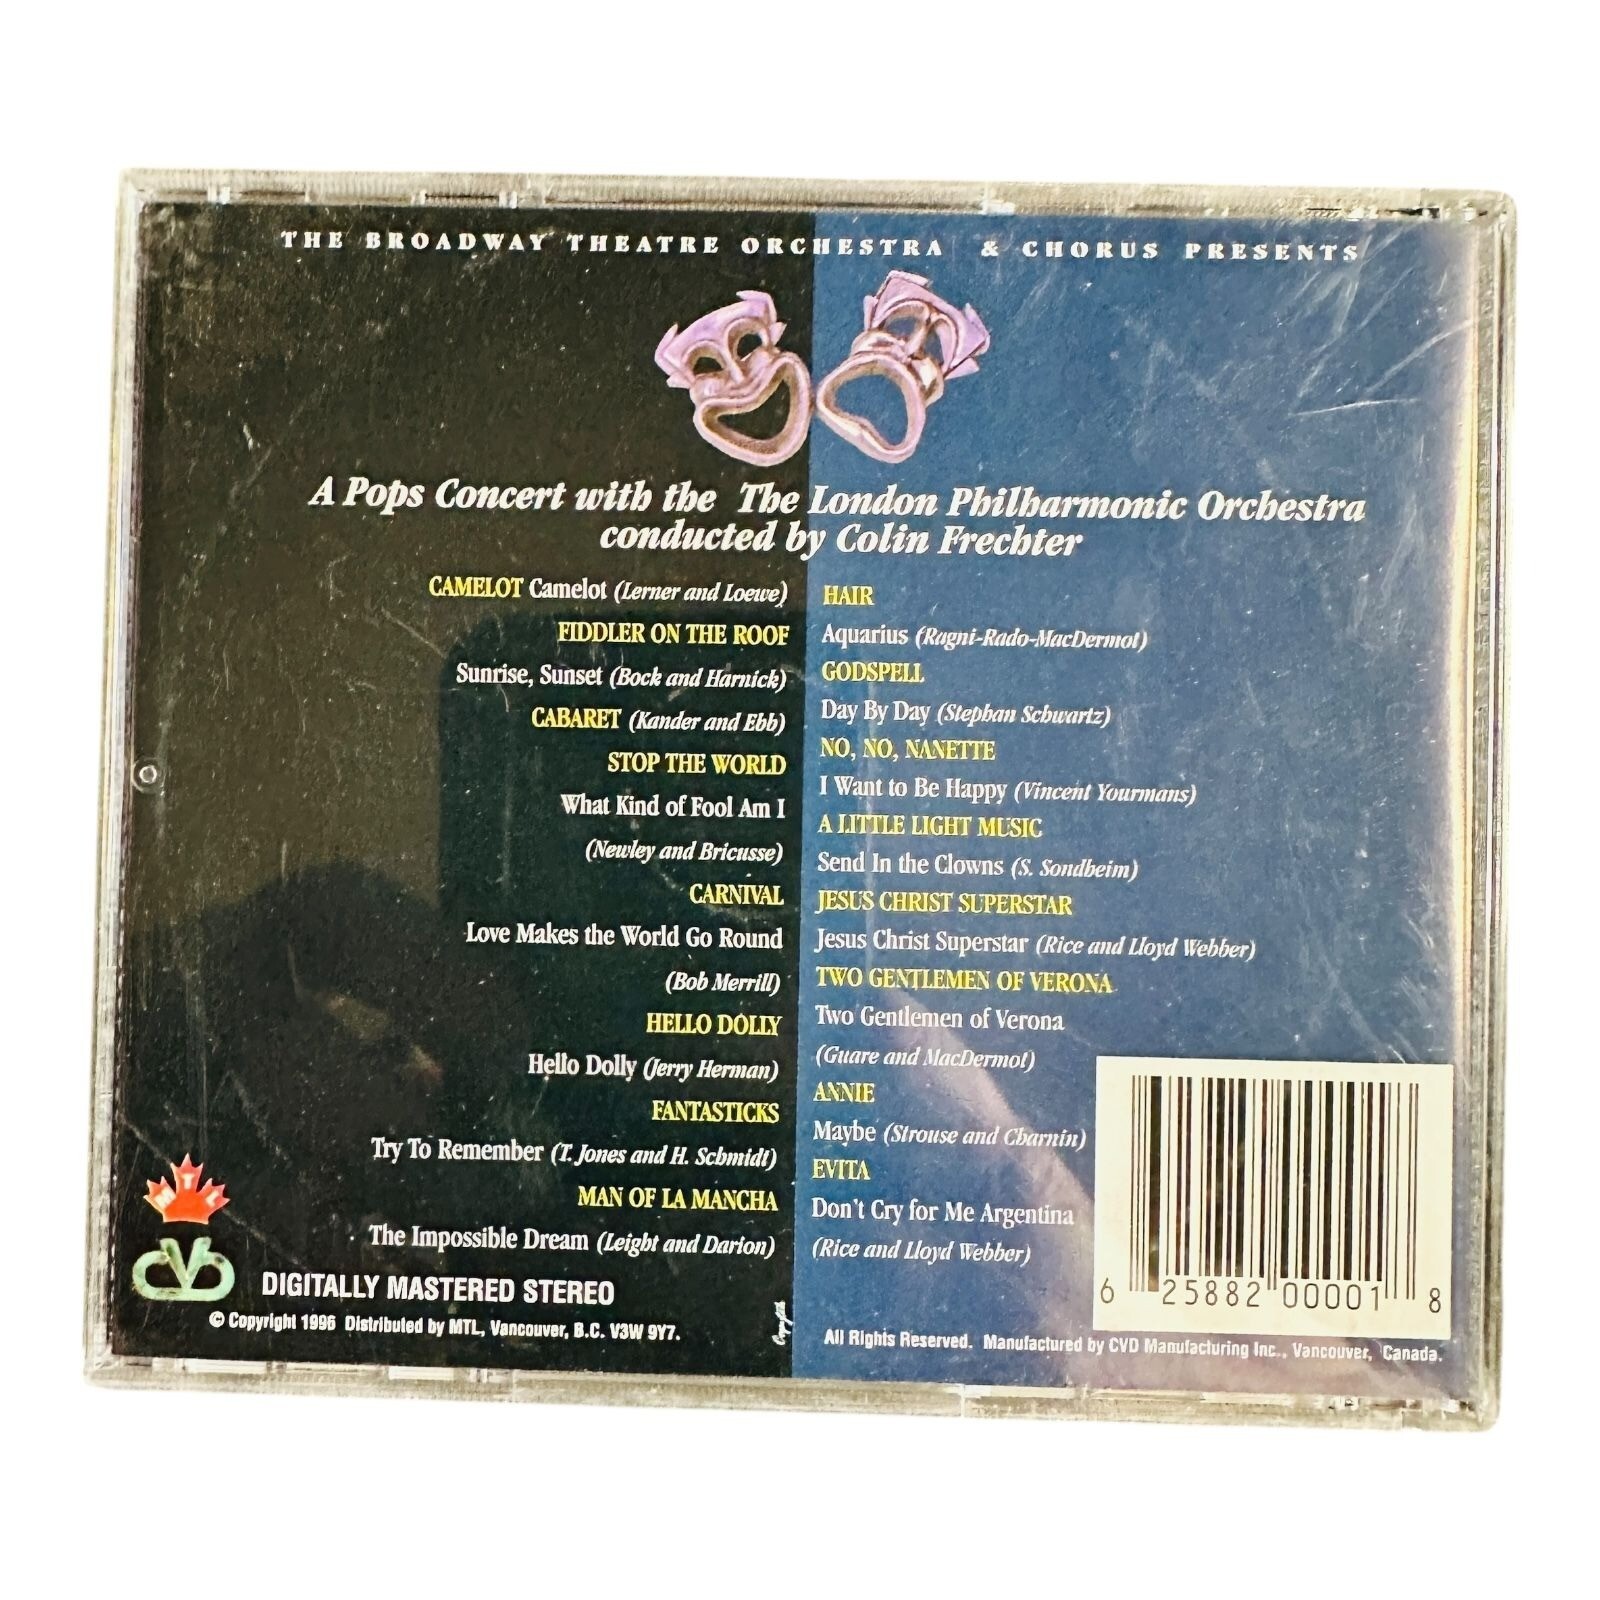 THE BROADWAY THEATRE ORCHESTRA & CHORUS PRESENTS
A Pops Concert with the The London Philharmonic Orchestra
conducted by Colin Frechter
CAMELOT Camelot (Lerner and Loewe)
FIDDLER ON THE ROOF
Sunrise, Sunset (Bock and Harnick)
CABARET (Kander and Ebb)
STOP THE WORLD
What Kind of Fool Am I
(Newley and Bricusse)
CARNIVAL
Love Makes the World Go Round
(Bob Merrill)
HELLO DOLLY
Hello Dolly (Jerry Herman)
FANTASTICKS
Try To Remember (T. Jones and H. Schmidt)
MAN OF LA MANCHA
The Impossible Dream (Leight and Darion)
HAIR
Aquarius (Ragni-Rado-MacDermot)
GODSPELL
Day By Day (Stephan Schwartz)
NO, NO, NANETTE
I Want to Be Happy (Vincent Yourmans)
A LITTLE LIGHT MUSIC
Send In the Clowns (S. Sondheim)
JESUS CHRIST SUPERSTAR
Jesus Christ Superstar (Rice and Lloyd Webber)
TWO GENTLEMEN OF VERONA
Two Gentlemen of Verona
(Guare and MacDermot)
ANNIE
Maybe (Strouse and Charnin)
EVITA
Don't Cry for Me Argentina
(Rice and Lloyd Webber)
MTL
CVD
DIGITALLY MASTERED STEREO
© Copyright 1996 Distributed by MTL, Vancouver, B.C. V3W 9Y7.
6 25882 00001 8
All Rights Reserved. Manufactured by CVD Manufacturing Inc., Vancouver, Canada.